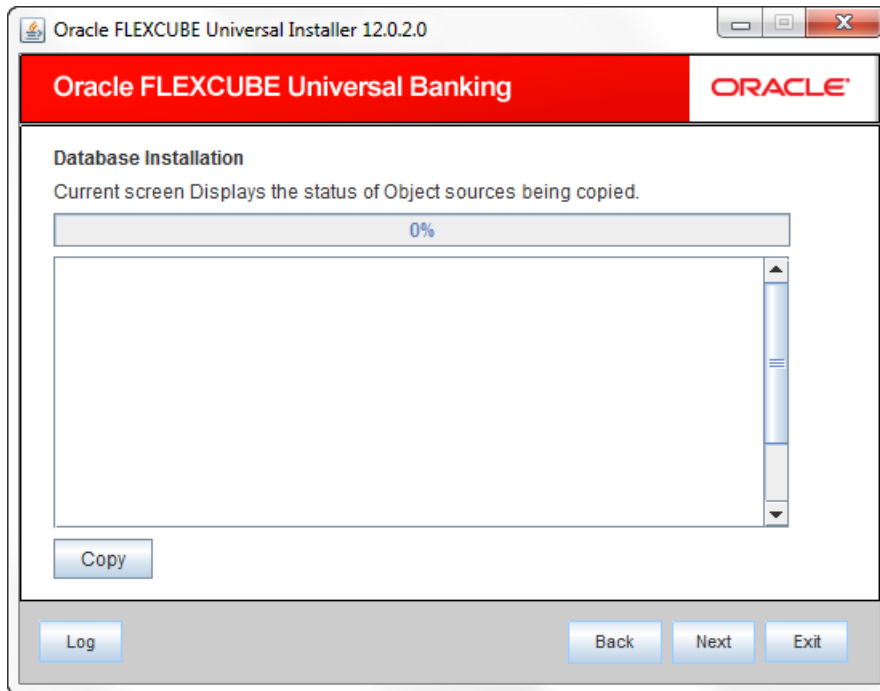 Oracle FLEXCUBE Universal Installer 12.0.2.0
Oracle FLEXCUBE Universal Banking
ORACLE
Database Installation
Current screen Displays the status of Object sources being copied.
0%
Copy
Log Back Next Exit